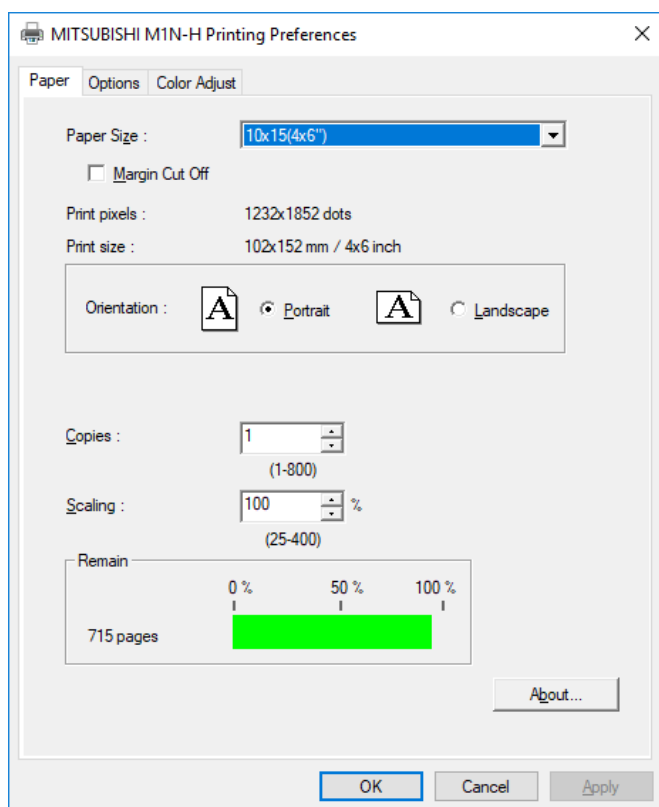 MITSUBISHI M1N-H Printing Preferences
Paper Options Color Adjust
Paper Size : 10x15(4x6")
Margin Cut Off
Print pixels : 1232x1852 dots
Print size : 102x152 mm / 4x6 inch
Orientation : A Portrait A Landscape
Copies : 1
(1-800)
Scaling : 100 %
(25-400)
Remain
0 % 50 % 100 %
715 pages
About...
OK Cancel Apply